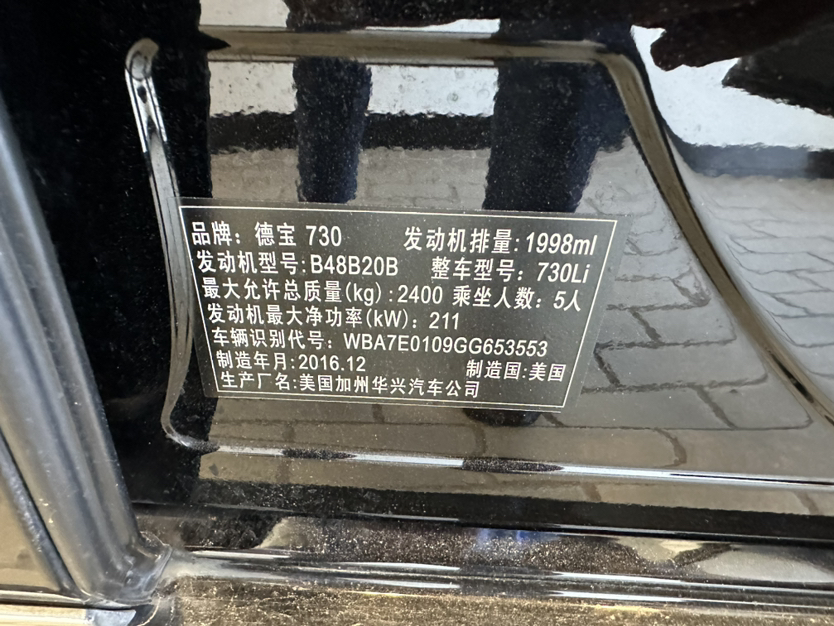 品牌：德宝 730 发动机排量:1998ml
发动机型号:B48B20B 整车型号：730Li
最大允许总质量(kg):2400 乘坐人数：5人
发动机最大净功率(kW)：211
车辆识别代号：WBA7E0109GG653553
制造年月:2016.12 制造国:美国
生产厂名:美国加州华兴汽车公司